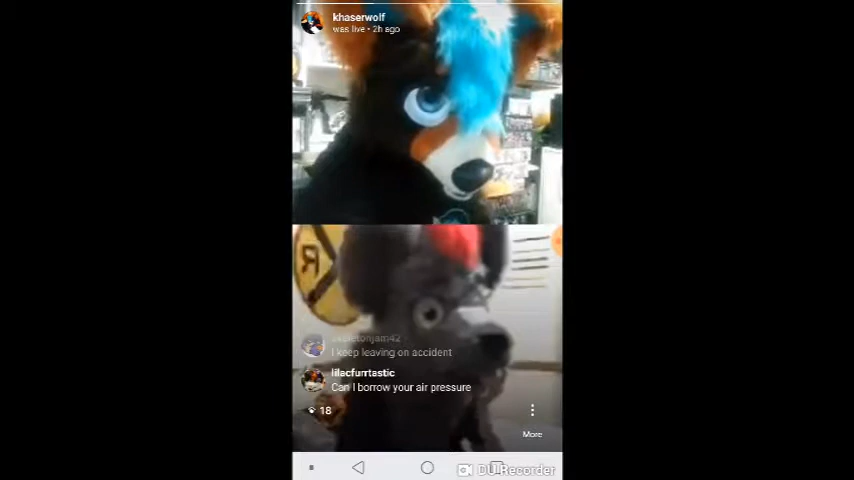 khaserwolf
was live • 2h ago
R
skeletonjam42
I keep leaving on accident
lilacfurrtastic
Can I borrow your air pressure
18
More
DU Recorder